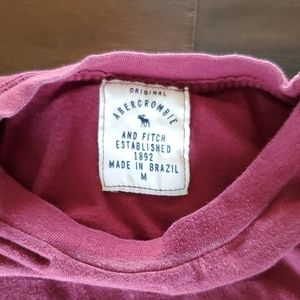 ORIGINAL
ABERCROMBIE
AND FITCH
ESTABLISHED
1892
MADE IN BRAZIL
M